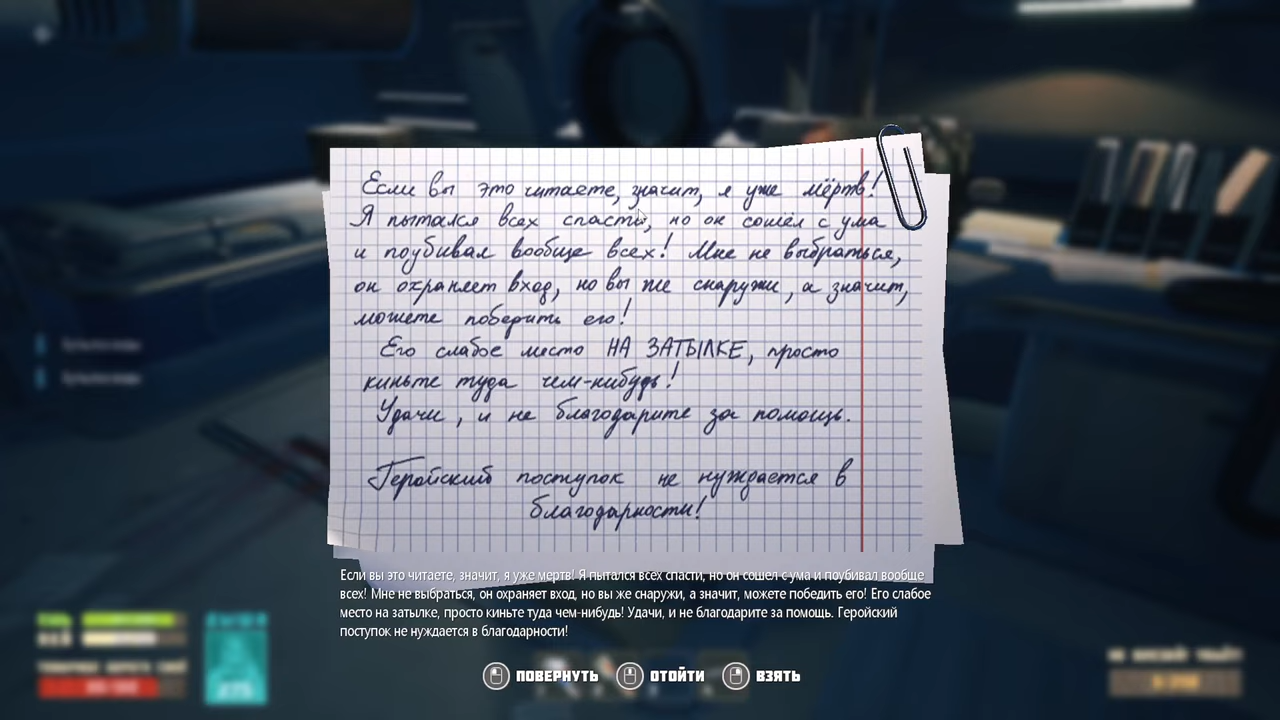 Если вы это читаете, значит, я уже мёртв!
Я пытался всех спасти, но он сошёл с ума
и поубивал вообще всех! Мне не выбраться,
он охраняет вход, но вы же снаружи, а значит,
можете победить его!
Его слабое место НА ЗАТЫЛКЕ, просто
киньте туда чем-нибудь!
Удачи, и не благодарите за помощь.
Геройский поступок не нуждается в
благодарности!
Если вы это читаете, значит, я уже мертв! Я пытался всех спасти, но он сошел с ума и поубивал вообще
всех! Мне не выбраться, он охраняет вход, но вы же снаружи, а значит, можете победить его! Его слабое
место на затылке, просто киньте туда чем-нибудь! Удачи, и не благодарите за помощь. Геройский
поступок не нуждается в благодарности!
ПОВЕРНУТЬ ОТОЙТИ ВЗЯТЬ